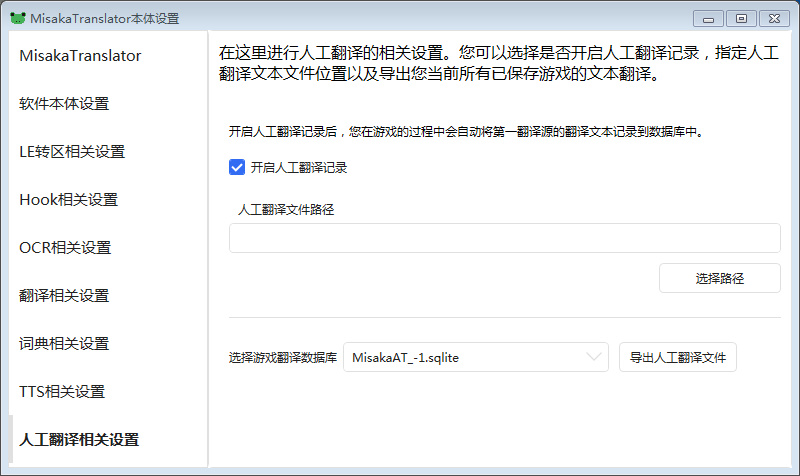 MisakaTranslator本体设置
MisakaTranslator
软件本体设置
LE转区相关设置
Hook相关设置
OCR相关设置
翻译相关设置
词典相关设置
TTS相关设置
人工翻译相关设置
在这里进行人工翻译的相关设置。您可以选择是否开启人工翻译记录，指定人工
翻译文本文件位置以及导出您当前所有已保存游戏的文本翻译。
开启人工翻译记录后，您在游戏的过程中会自动将第一翻译源的翻译文本记录到数据库中。
开启人工翻译记录
人工翻译文件路径
选择路径
选择游戏翻译数据库
MisakaAT_-1.sqlite
导出人工翻译文件